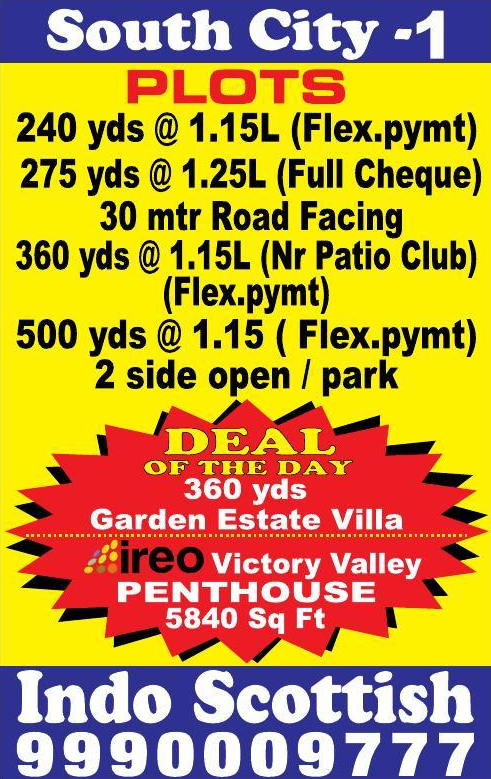 South City -1
PLOTS
240 yds @ 1.15L (Flex.pymt)
275 yds @ 1.25L (Full Cheque)
30 mtr Road Facing
360 yds @ 1.15L (Nr Patio Club)
(Flex.pymt)
500 yds @ 1.15 ( Flex.pymt)
2 side open / park
DEAL
OF THE DAY
360 yds
Garden Estate Villa
ireo Victory Valley
PENTHOUSE
5840 Sq Ft
Indo Scottish
9990009777